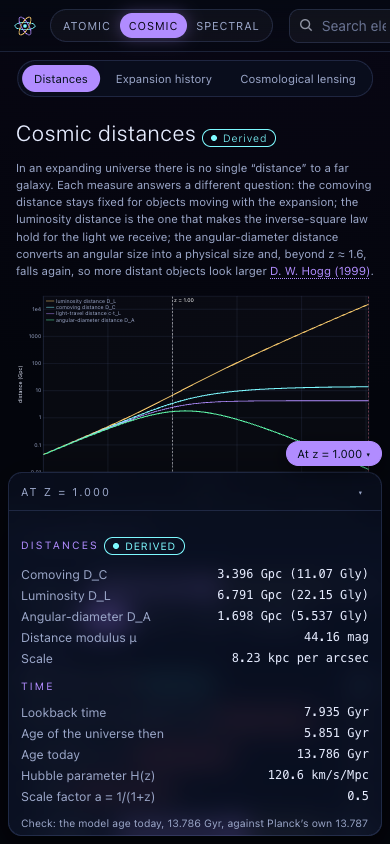 ATOMIC COSMIC SPECTRAL Search ele
Distances Expansion history Cosmological lensing
Cosmic distances Derived
In an expanding universe there is no single “distance” to a far
galaxy. Each measure answers a different question: the comoving
distance stays fixed for objects moving with the expansion; the
luminosity distance is the one that makes the inverse-square law
hold for the light we receive; the angular-diameter distance
converts an angular size into a physical size and, beyond z ≈ 1.6,
falls again, so more distant objects look larger D. W. Hogg (1999).
luminosity distance D_L
comoving distance D_C
light-travel distance c·t_L
angular-diameter distance A
z = 1.00
1e4
1000
100
10
1
0.1
0.01
distance (Gpc)
At z = 1.000
AT Z = 1.000
DISTANCES DERIVED
Comoving D_C 3.396 Gpc (11.07 Gly)
Luminosity D_L 6.791 Gpc (22.15 Gly)
Angular-diameter D_A 1.698 Gpc (5.537 Gly)
Distance modulus μ 44.16 mag
Scale 8.23 kpc per arcsec
TIME
Lookback time 7.935 Gyr
Age of the universe then 5.851 Gyr
Age today 13.786 Gyr
Hubble parameter H(z) 120.6 km/s/Mpc
Scale factor a = 1/(1+z) 0.5
Check: the model age today, 13.786 Gyr, against Planck’s own 13.787